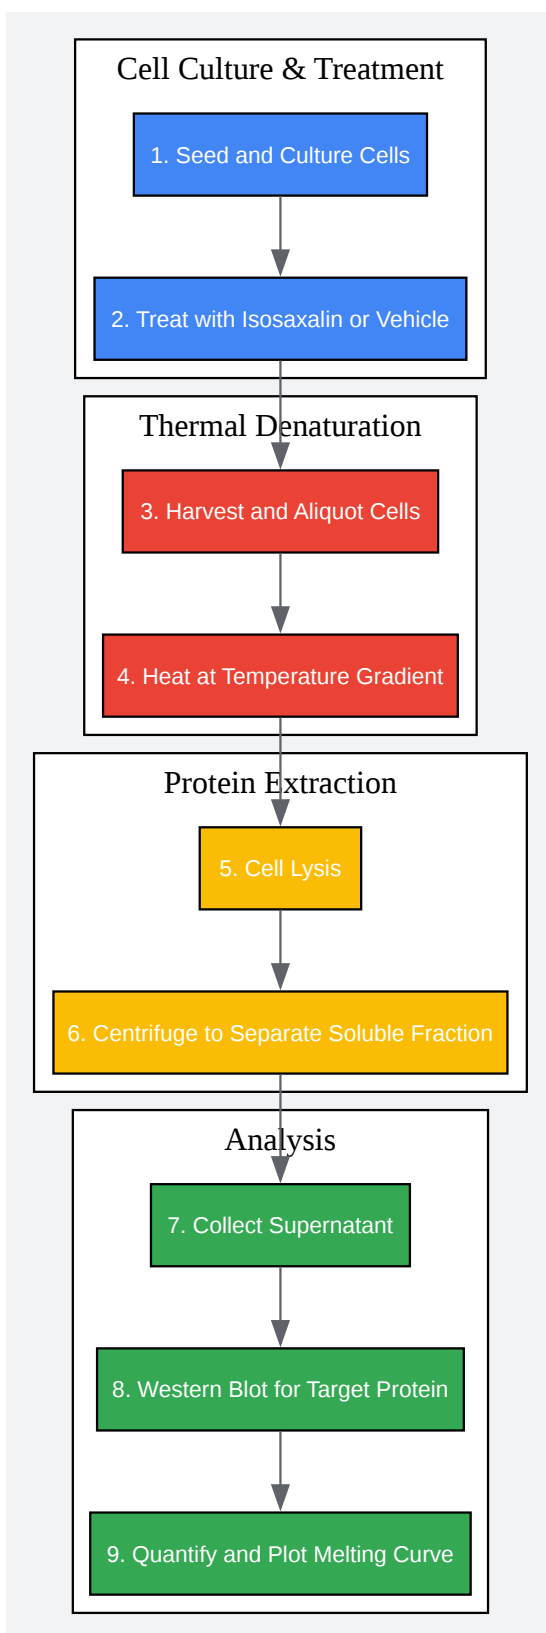 Cell Culture & Treatment
1. Seed and Culture Cells
2. Treat with Isosaxalin or Vehicle
Thermal Denaturation
3. Harvest and Aliquot Cells
4. Heat at Temperature Gradient
Protein Extraction
5. Cell Lysis
6. Centrifuge to Separate Soluble Fraction
Analysis
7. Collect Supernatant
8. Western Blot for Target Protein
9. Quantify and Plot Melting Curve